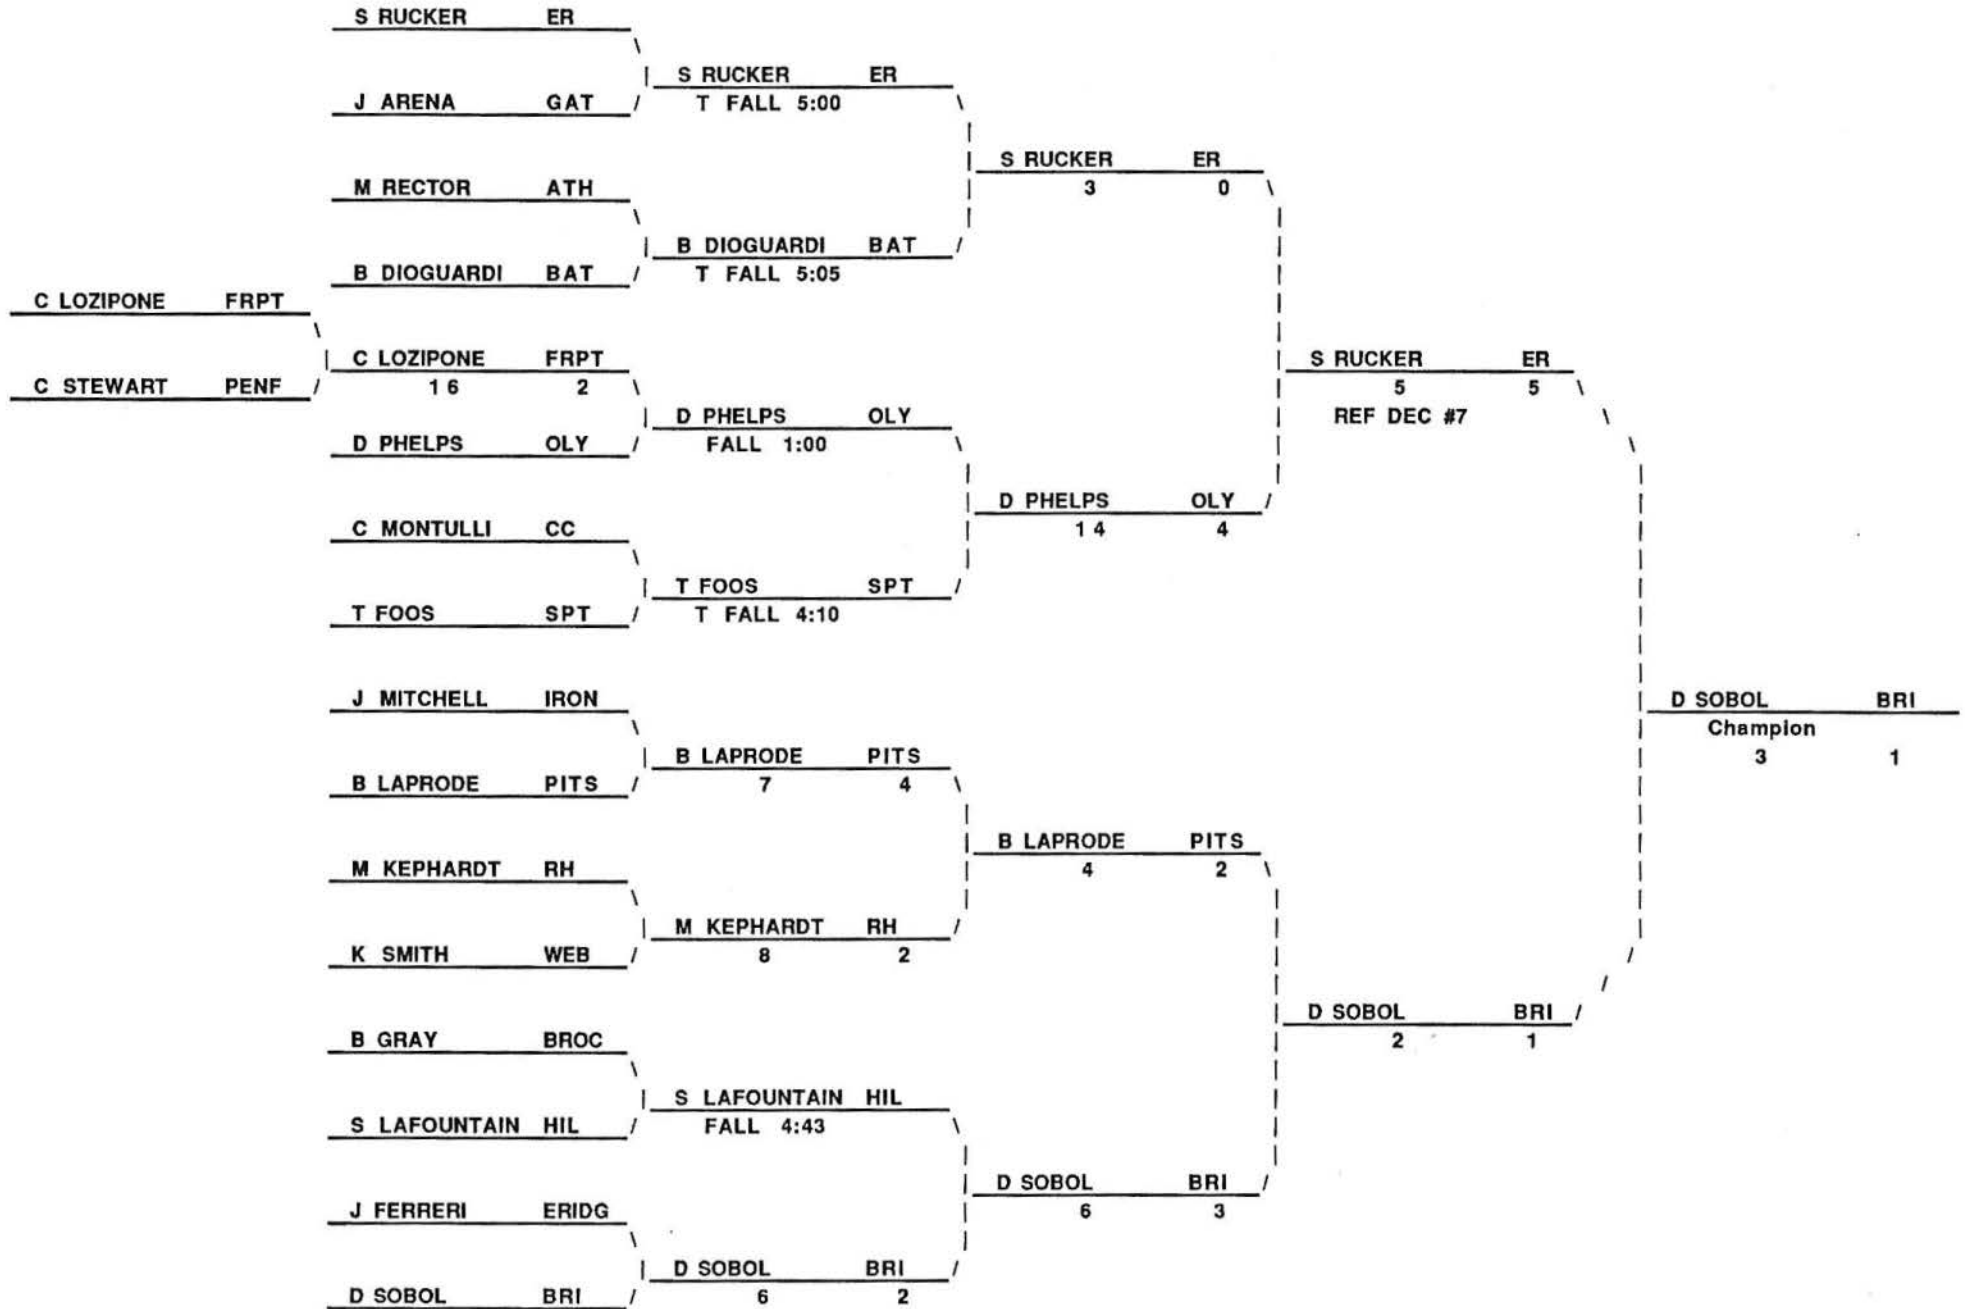 S RUCKER ER
S RUCKER ER
J ARENA GAT
T FALL 5:00
S RUCKER ER
M RECTOR ATH
3 0
B DIOGUARDI BAT
B DIOGUARDI BAT
T FALL 5:05
C LOZIPONE FRPT
C LOZIPONE FRPT
S RUCKER ER
C STEWART PENF
16 2
5 5
D PHELPS OLY
REF DEC #7
D PHELPS OLY
FALL 1:00
D PHELPS OLY
C MONTULLI CC
14 4
T FOOS SPT
T FOOS SPT
T FALL 4:10
J MITCHELL IRON
D SOBOL BRI
Champion
B LAPRODE PITS
3 1
B LAPRODE PITS
7 4
B LAPRODE PITS
M KEPHARDT RH
4 2
M KEPHARDT RH
K SMITH WEB
8 2
D SOBOL BRI
B GRAY BROC
2 1
S LAFOUNTAIN HIL
S LAFOUNTAIN HIL
FALL 4:43
D SOBOL BRI
J FERRERI ERIDG
6 3
D SOBOL BRI
D SOBOL BRI
6 2